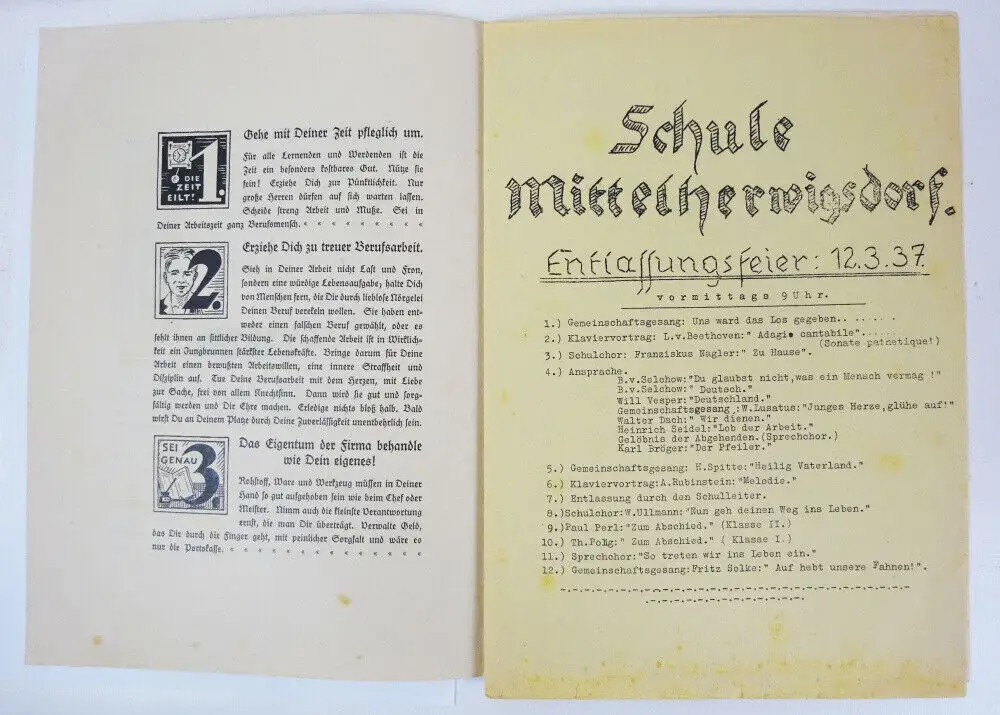 DIE
ZEIT
EILT!
1.
Gehe mit Deiner Zeit pfleglich um.
Für alle Lernenden und Werdenden ist die
Zeit ein besonders kostbares Gut. Nütze sie
fein! Erziehe Dich zur Pünktlichkeit. Nur
große Herren dürfen auf sich warten lassen.
Scheide streng Arbeit und Muße. Sei in
Deiner Arbeitszeit ganz Berufsmensch.
2.
Erziehe Dich zu treuer Berufsarbeit.
Sieh in Deiner Arbeit nicht Last und Fron,
sondern eine würdige Lebensaufgabe; halte Dich
von Menschen fern, die Dir durch lieblose Nörgelei
Deinen Beruf verekeln wollen. Sie haben ent-
weder einen falschen Beruf gewählt, oder es
fehlt ihnen an sittlicher Bildung. Die schaffende Arbeit ist in Wirklich-
keit ein Jungbrunnen stärkster Lebenskräfte. Bringe darum für Deine
Arbeit einen bewußten Arbeitswillen, eine innere Straffheit und
Disziplin auf. Tue Deine Berufsarbeit mit dem Herzen, mit Liebe
zur Sache, frei von allem Knechtsinn. Dann wird sie gut und sorg-
fältig werden und Dir Ehre machen. Erledige nichts bloß halb. Bald
wirst Du an Deinem Platze durch Deine Zuverlässigkeit unentbehrlich sein.
SEI
GENAU
3.
Das Eigentum der Firma behandle
wie Dein eigenes!
Rohstoff, Ware und Werkzeug müssen in Deiner
Hand so gut aufgehoben sein wie beim Chef oder
Meister. Nimm auch die kleinste Verantwortung
ernst, die man Dir überträgt. Verwalte Geld,
das Dir durch die Finger geht, mit peinlicher Sorgfalt und wäre es
nur die Portokasse.
Schule
Mittelherwigsdorf.
Entlassungsfeier: 12.3.37.
vormittags 9 Uhr.
1.) Gemeinschaftsgesang: Uns ward das Los gegeben.. ......
2.) Klaviervortrag: L.v.Beethoven:" Adagio cantabile"......
(Sonate pathetique!)
3.) Schulchor: Franziskus Nagler:" Zu Hause".
4.) Ansprache.
B.v.Selchow:"Du glaubst nicht,was ein Mensch vermag !"
B.v.Selchow:" Deutsch."
Will Vesper:"Deutschland."
Gemeinschaftsgesang :W.Lusatus:"Junges Herze,glühe auf!"
Walter Dach:" Wir dienen."
Heinrich Seidel:"Lob der Arbeit."
Gelöbnis der Abgehenden.(Sprechchor.)
Karl Bröger:"Der Pfeiler."
5.) Gemeinschaftsgesang: H.Spitte:"Heilig Vaterland."
6.) Klaviervortrag:A.Rubinstein:"Melodie."
7.) Entlassung durch den Schulleiter.
8.)Schulchor:W.Ullmann:"Nun geh deinen Weg ins Leben."
9.)Paul Perl:"Zum Abschied." (Klasse II.)
10.) Th. " Zum Abschied." ( Klasse I.)
11.) Sprechchor:"So treten wir ins Leben ein."
12.) Gemeinschaftsgesang:Fritz Solke:" Auf hebt unsere Fahnen!".